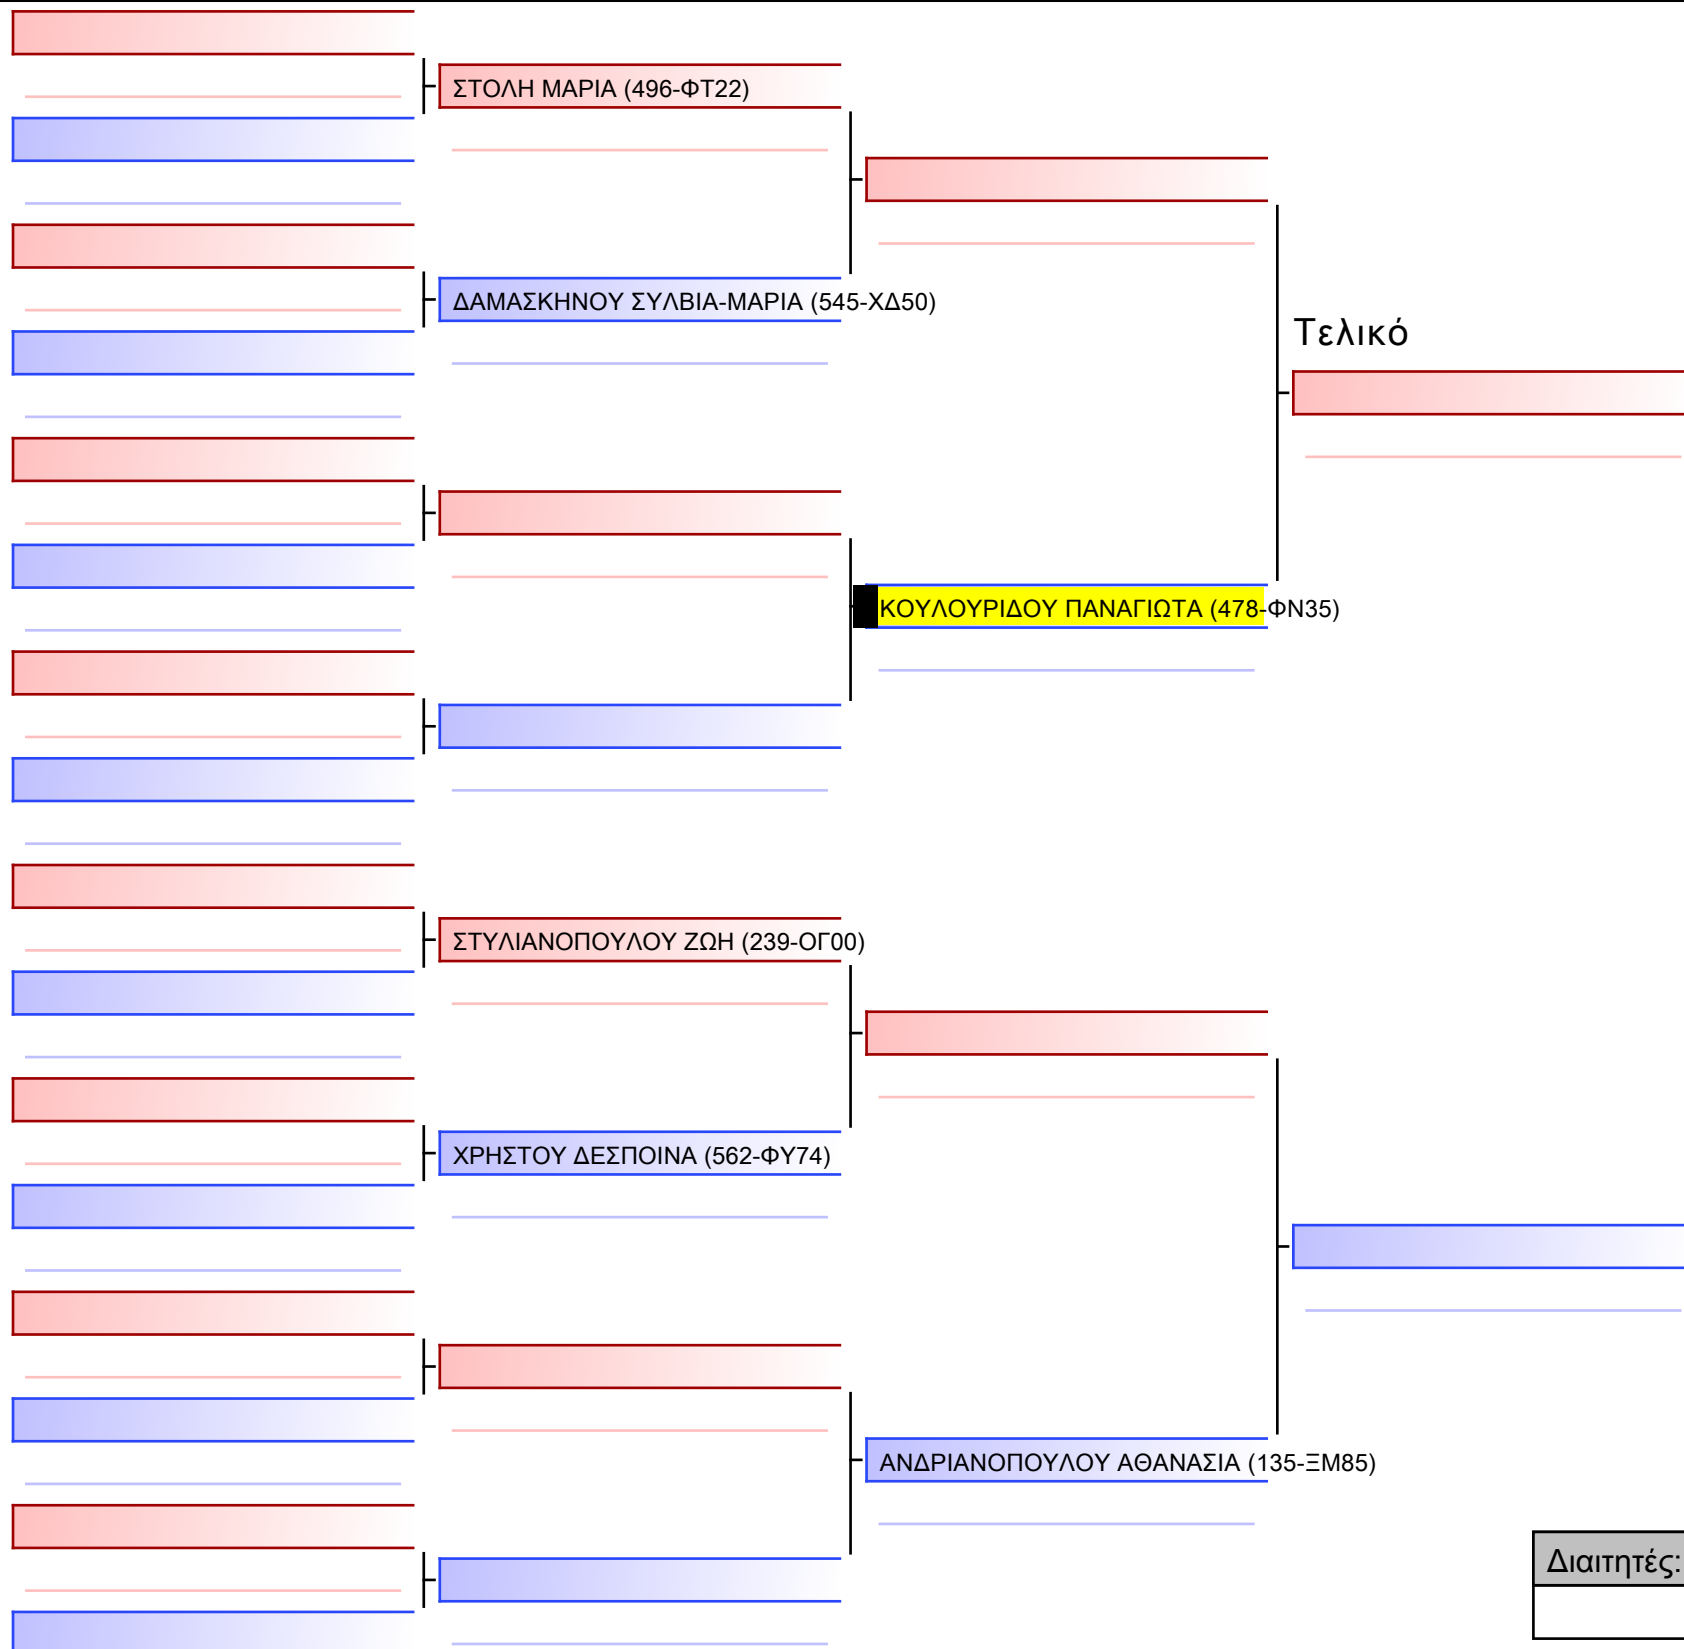 ΣΤΟΛΗ ΜΑΡΙΑ (496-ΦΤ22)
ΔΑΜΑΣΚΗΝΟΥ ΣΥΛΒΙΑ-ΜΑΡΙΑ (545-ΧΔ50)
Τελικό
ΚΟΥΛΟΥΡΙΔΟΥ ΠΑΝΑΓΙΩΤΑ (478-ΦΝ35)
ΣΤΥΛΙΑΝΟΠΟΥΛΟΥ ΖΩΗ (239-ΟΓ00)
ΧΡΗΣΤΟΥ ΔΕΣΠΟΙΝΑ (562-ΦΥ74)
ΑΝΔΡΙΑΝΟΠΟΥΛΟΥ ΑΘΑΝΑΣΙΑ (135-ΞΜ85)
Διαιτητές: